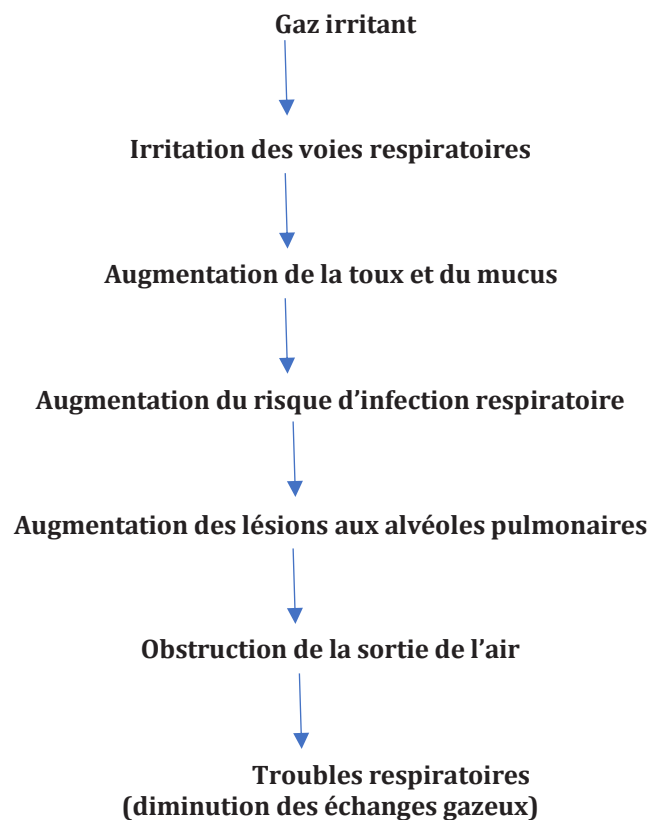 Gaz irritant
Irritation des voies respiratoires
Augmentation de la toux et du mucus
Augmentation du risque d’infection respiratoire
Augmentation des lésions aux alvéoles pulmonaires
Obstruction de la sortie de l’air
Troubles respiratoires
(diminution des échanges gazeux)